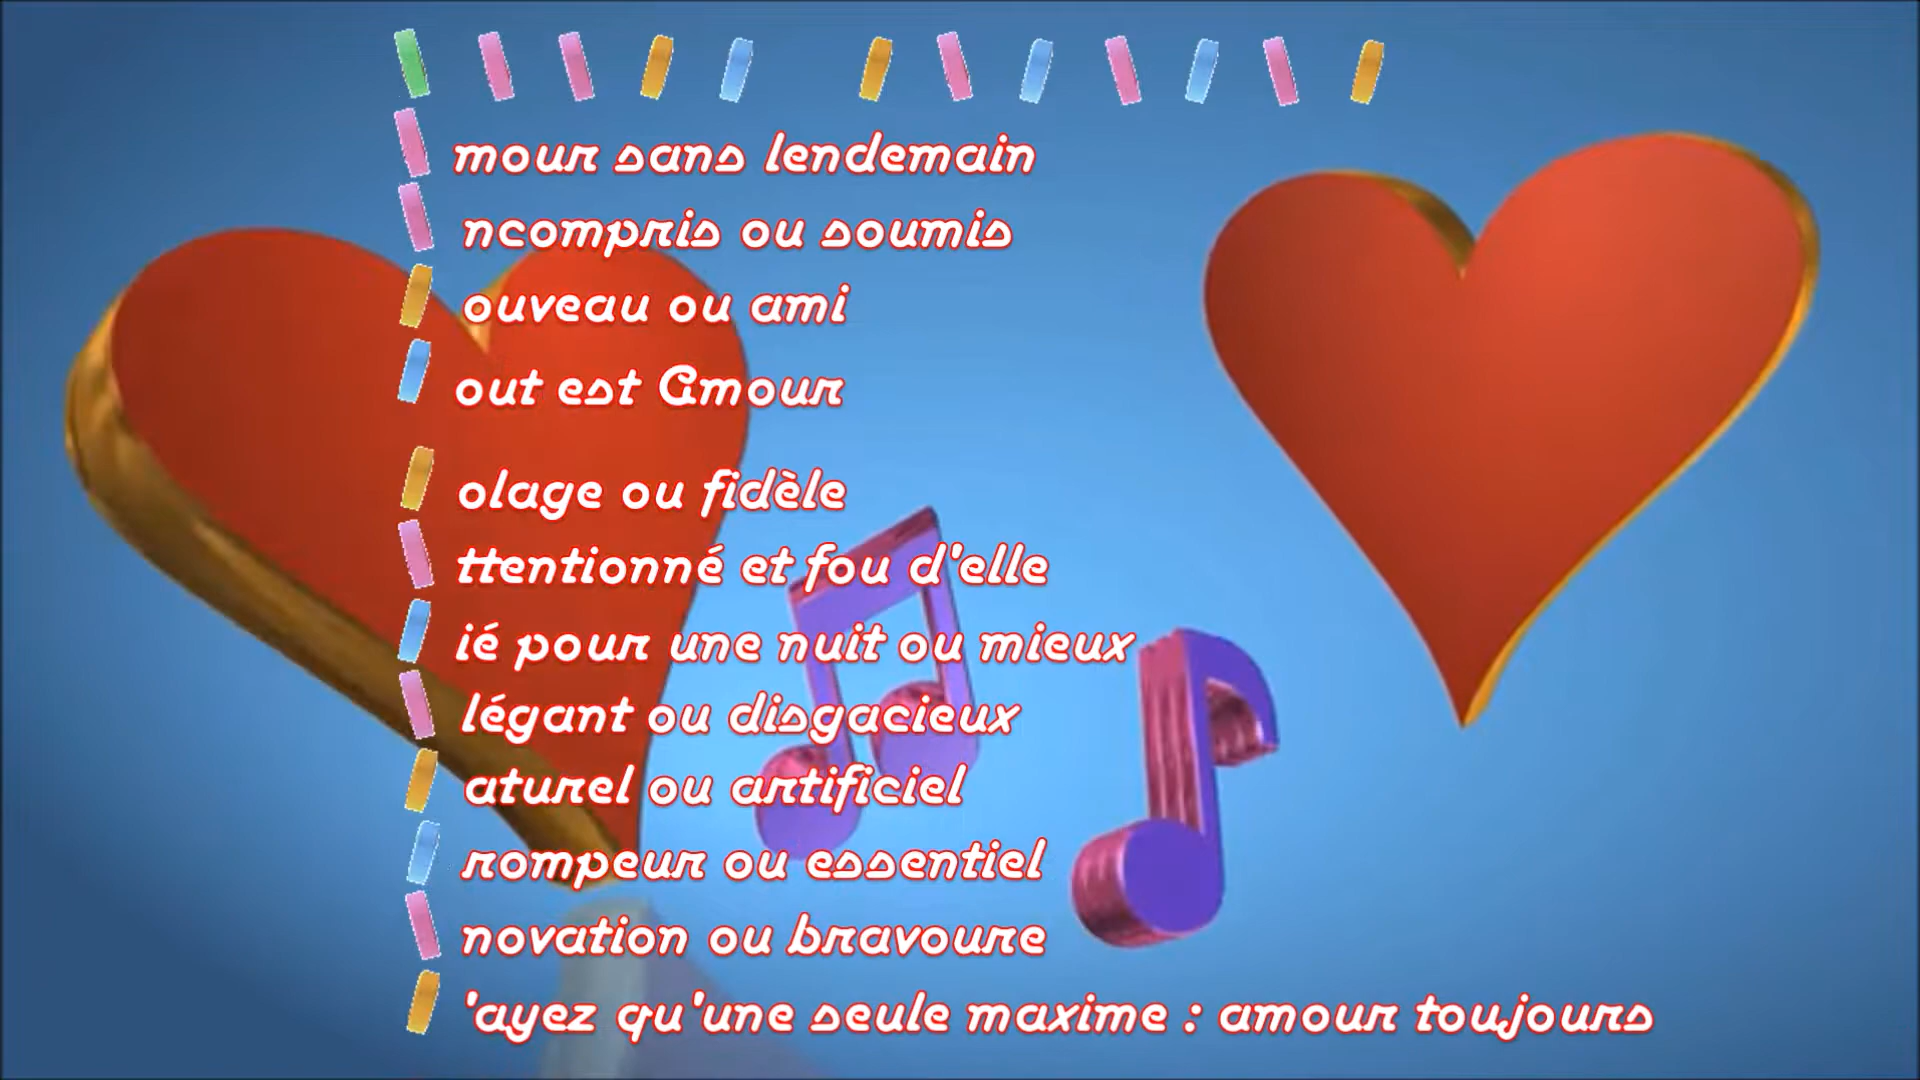 mour sans lendemain
ncompris ou soumis
ouveau ou ami
out est Amour
olage ou fidèle
ttentionné et fou d'elle
ié pour une nuit ou mieux
légant ou disgacieux
aturel ou artificiel
rompeur ou essentiel
novation ou bravoure
'ayez qu'une seule maxime : amour toujours